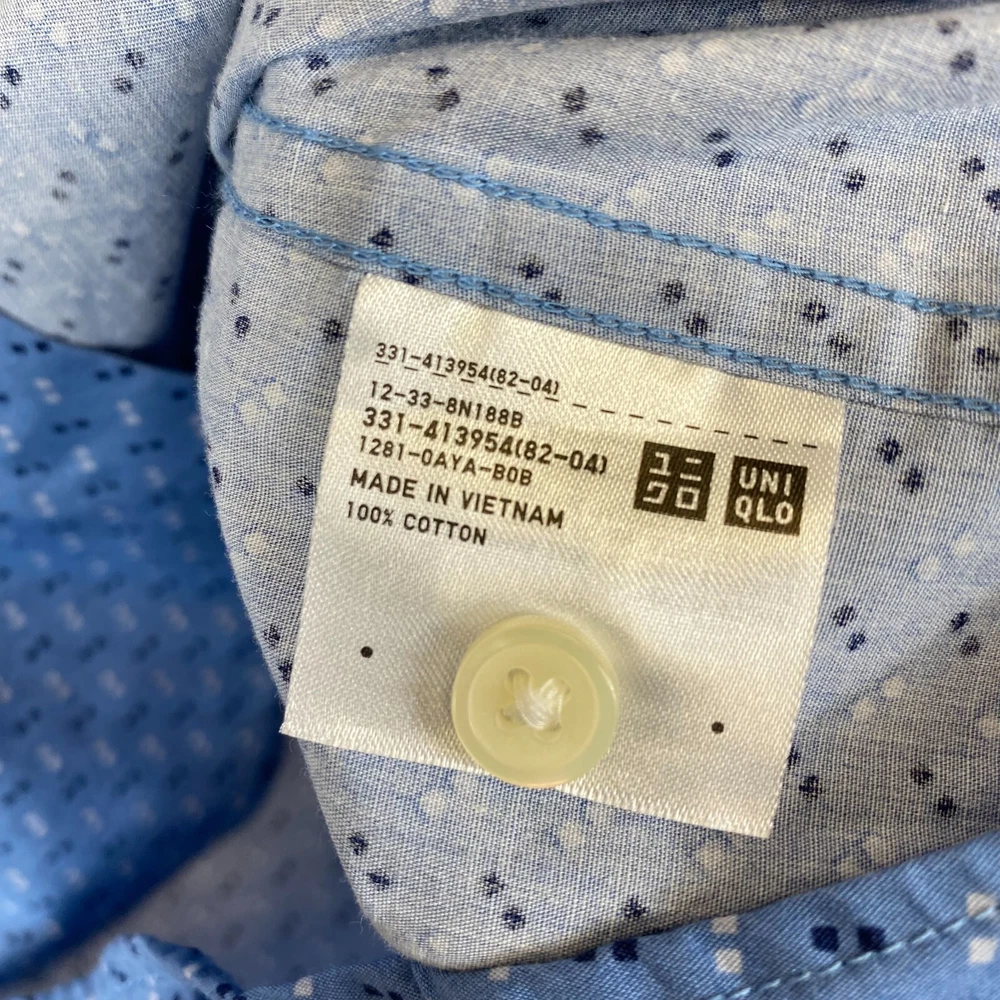 331-413954(82-04)
12-33-8N188B
331-413954(82-04)
1281-0AYA-B0B
MADE IN VIETNAM
100% COTTON
ユニ
クロ
UNI
QLO